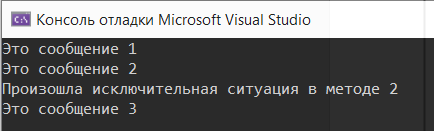 C:\
Консоль отладки Microsoft Visual Studio
Это сообщение 1
Это сообщение 2
Произошла исключительная ситуация в методе 2
Это сообщение 3